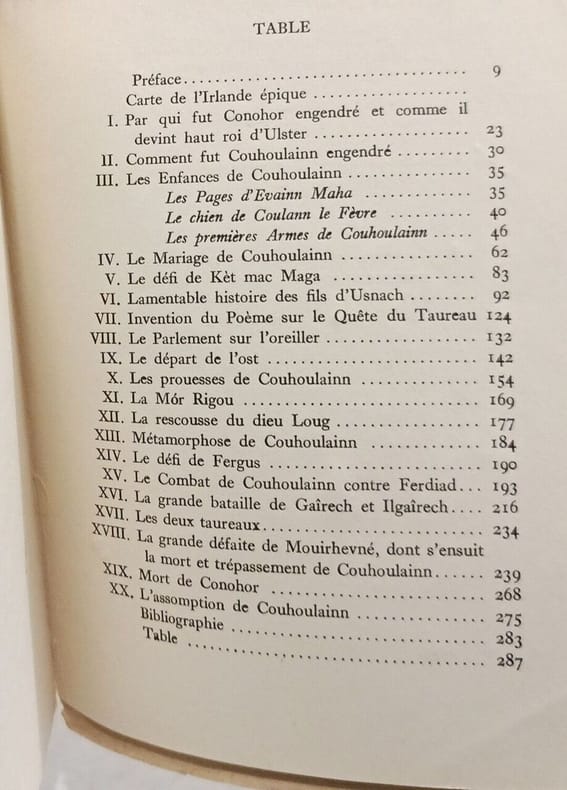 TABLE
Préface.................................... 9
Carte de l'Irlande épique ....................
I. Par qui fut Conohor engendré et comme il
devint haut roi d'Ulster ................ 23
II. Comment fut Couhoulainn engendré ......... 30
III. Les Enfances de Couhoulainn .............. 35
Les Pages d'Evainn Maha ............. 35
Le chien de Coulann le Fèvre .......... 40
Les premières Armes de Couhoulainn ..... 46
IV. Le Mariage de Couhoulainn ............... 62
V. Le défi de Kèt mac Maga ................. 83
VI. Lamentable histoire des fils d'Usnach ........ 92
VII. Invention du Poème sur le Quête du Taureau 124
VIII. Le Parlement sur l'oreiller .................. 132
IX. Le départ de l'ost ......................... 142
X. Les prouesses de Couhoulainn .............. 154
XI. La Mór Rigou ........................... 169
XII. La rescousse du dieu Loug ................. 177
XIII. Métamorphose de Couhoulainn ............ 184
XIV. Le défi de Fergus ......................... 190
XV. Le Combat de Couhoulainn contre Ferdiad... 193
XVI. La grande bataille de Gaîrech et Ilgaîrech.... 216
XVII. Les deux taureaux......................... 234
XVIII. La grande défaite de Mouirhevné, dont s'ensuit
la mort et trépassement de Couhoulainn...... 239
XIX. Mort de Conohor ........................ 268
XX. L'assomption de Couhoulainn .............. 275
Bibliographie ............................. 283
Table .................................. 287